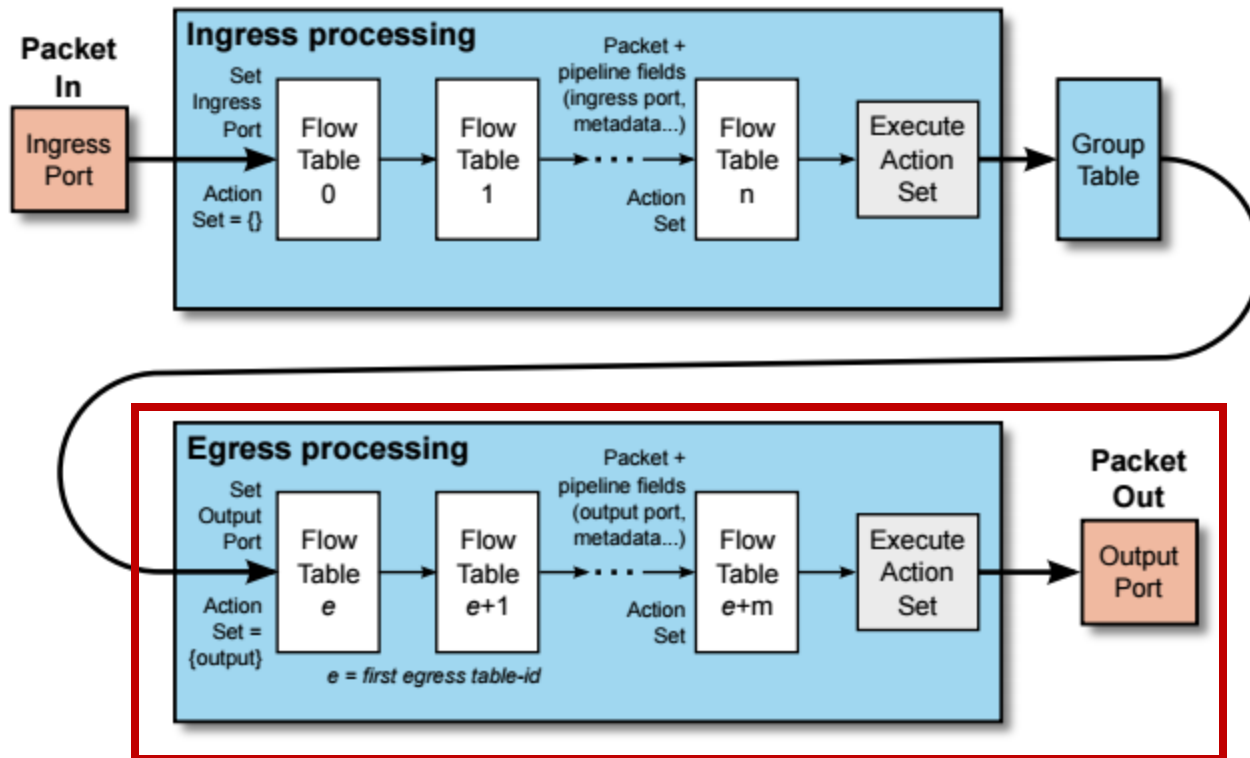 Ingress processing
Packet
In
Ingress
Port
Set
Ingress
Port
Action
Set = {}
Flow
Table
0
Flow
Table
1
Packet +
pipeline fields
(ingress port,
metadata...)
Action
Set
Flow
Table
n
Execute
Action
Set
Group
Table
Egress processing
Set
Output
Port
Action
Set =
{output}
Flow
Table
e
Flow
Table
e+1
e = first egress table-id
Packet +
pipeline fields
(output port,
metadata...)
Action
Set
Flow
Table
e+m
Execute
Action
Set
Packet
Out
Output
Port